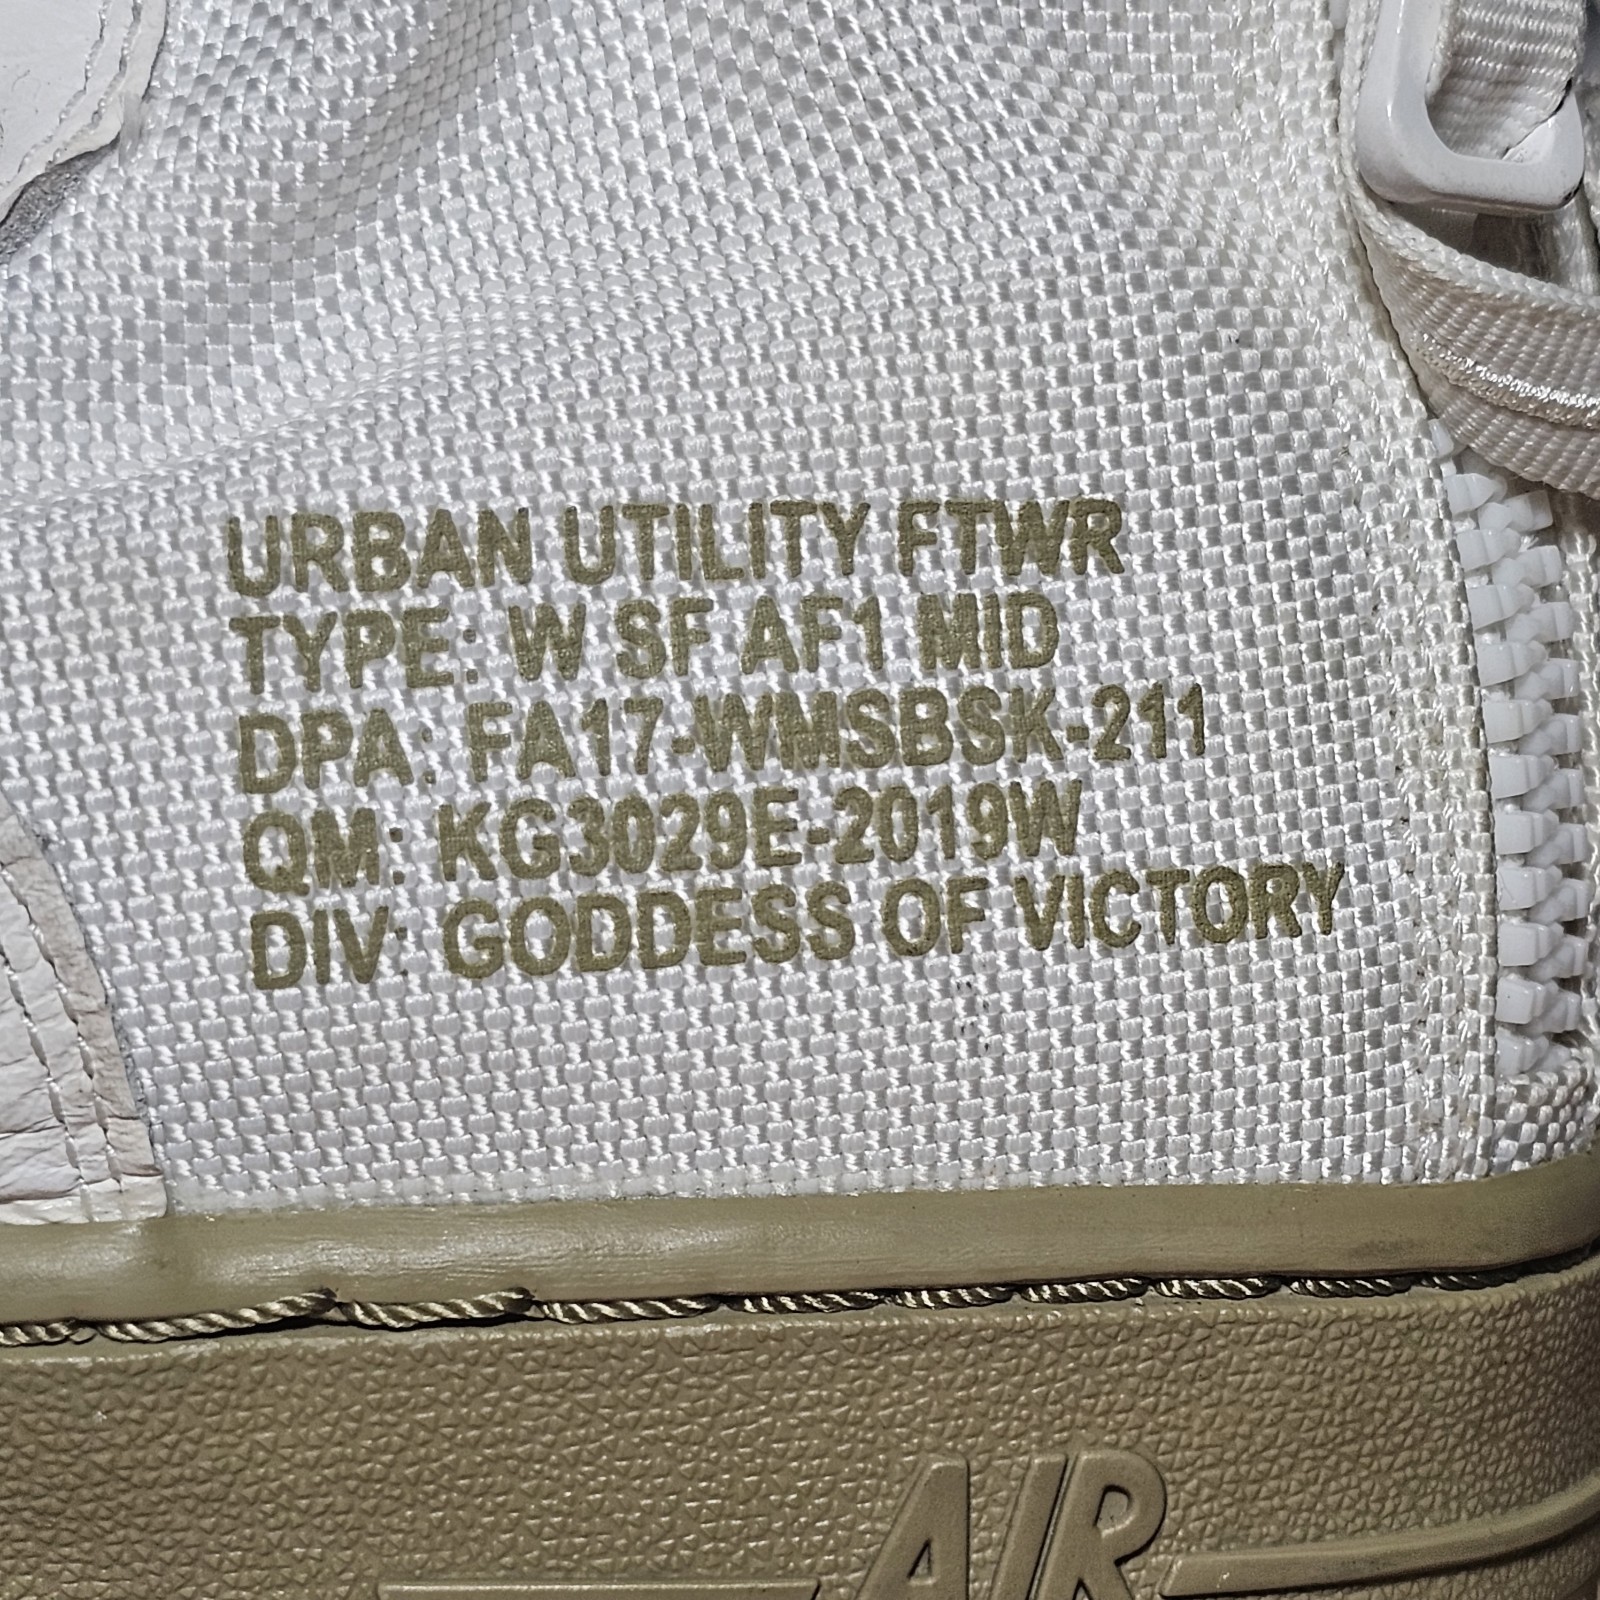 URBAN UTILITY FTWR
TYPE: W SF AF1 MID
DPA: FA17-WMSBSK-211
QM: KG3029E-2019W
DIV: GODDESS OF VICTORY
AIR